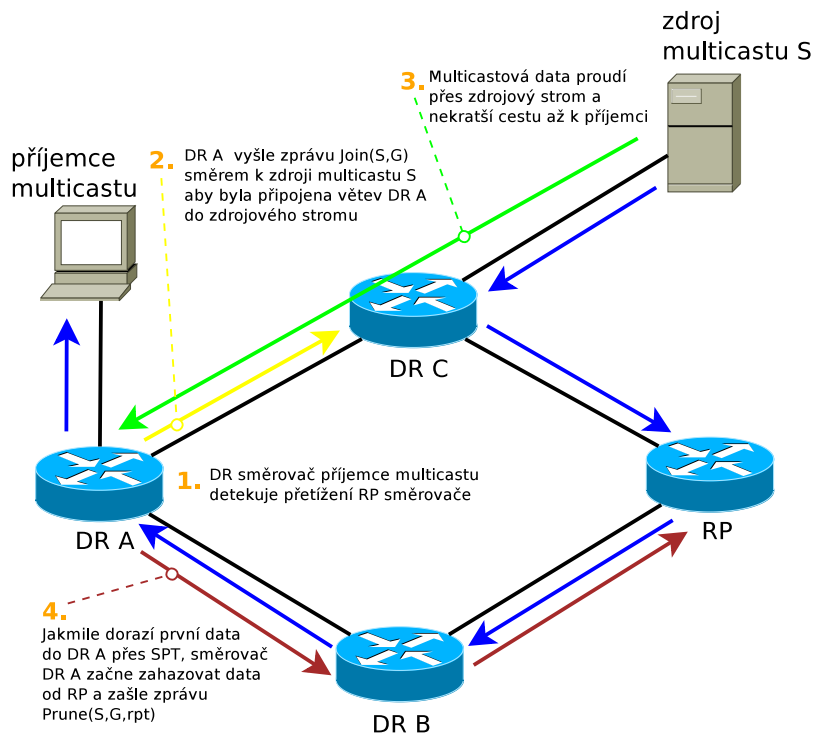 zdroj
multicastu S
3. Multicastová data proudí
přes zdrojový strom a
nekratší cestu až k příjemci
2. DR A vyšle zprávu Join(S,G)
směrem k zdroji multicastu S
aby byla připojena větev DR A
do zdrojového stromu
příjemce
multicastu
DR C
1. DR směrovač příjemce multicastu
detekuje přetížení RP směrovače
DR A
RP
4.
Jakmile dorazí první data
do DR A přes SPT, směrovač
DR A začne zahazovat data
od RP a zašle zprávu
Prune(S,G,rpt)
DR B